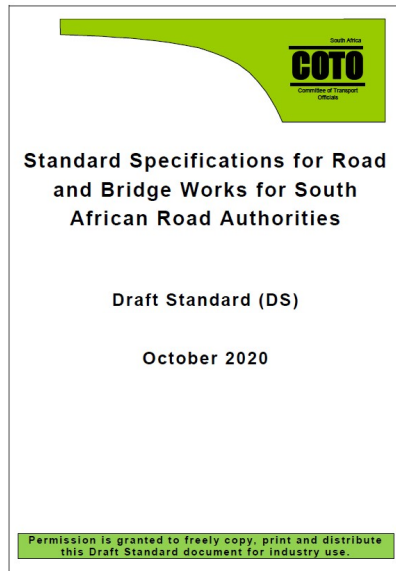 South Africa
COTO
Committee of Transport
Officials
Standard Specifications for Road
and Bridge Works for South
African Road Authorities
Draft Standard (DS)
October 2020
Permission is granted to freely copy, print and distribute
this Draft Standard document for industry use.